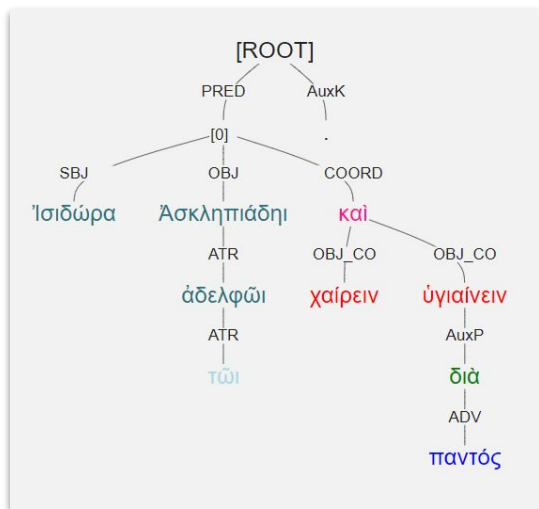 [ROOT]
PRED AuxK
[0] .
SBJ OBJ COORD
Ἰσιδώρα Ἀσκληπιάδηι καὶ
ATR OBJ_CO OBJ_CO
ἀδελφῶι χαίρειν ὑγιαίνειν
ATR AuxP
τῶι διὰ
ADV
παντός